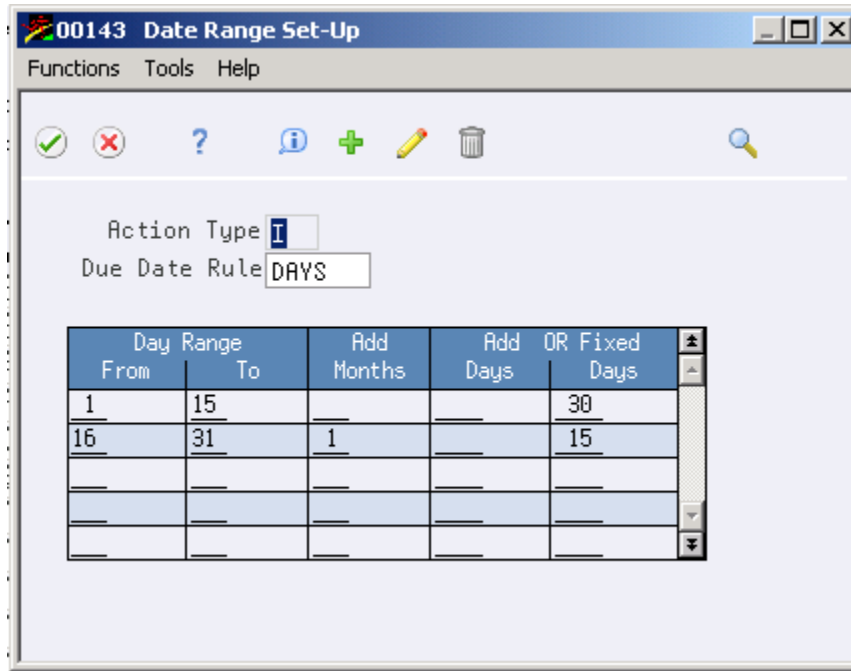 00143 Date Range Set-Up
Functions Tools Help
Action Type I
Due Date Rule DAYS
Day Range Add Add OR Fixed
From To Months Days Days
1 15 30
16 31 1 15